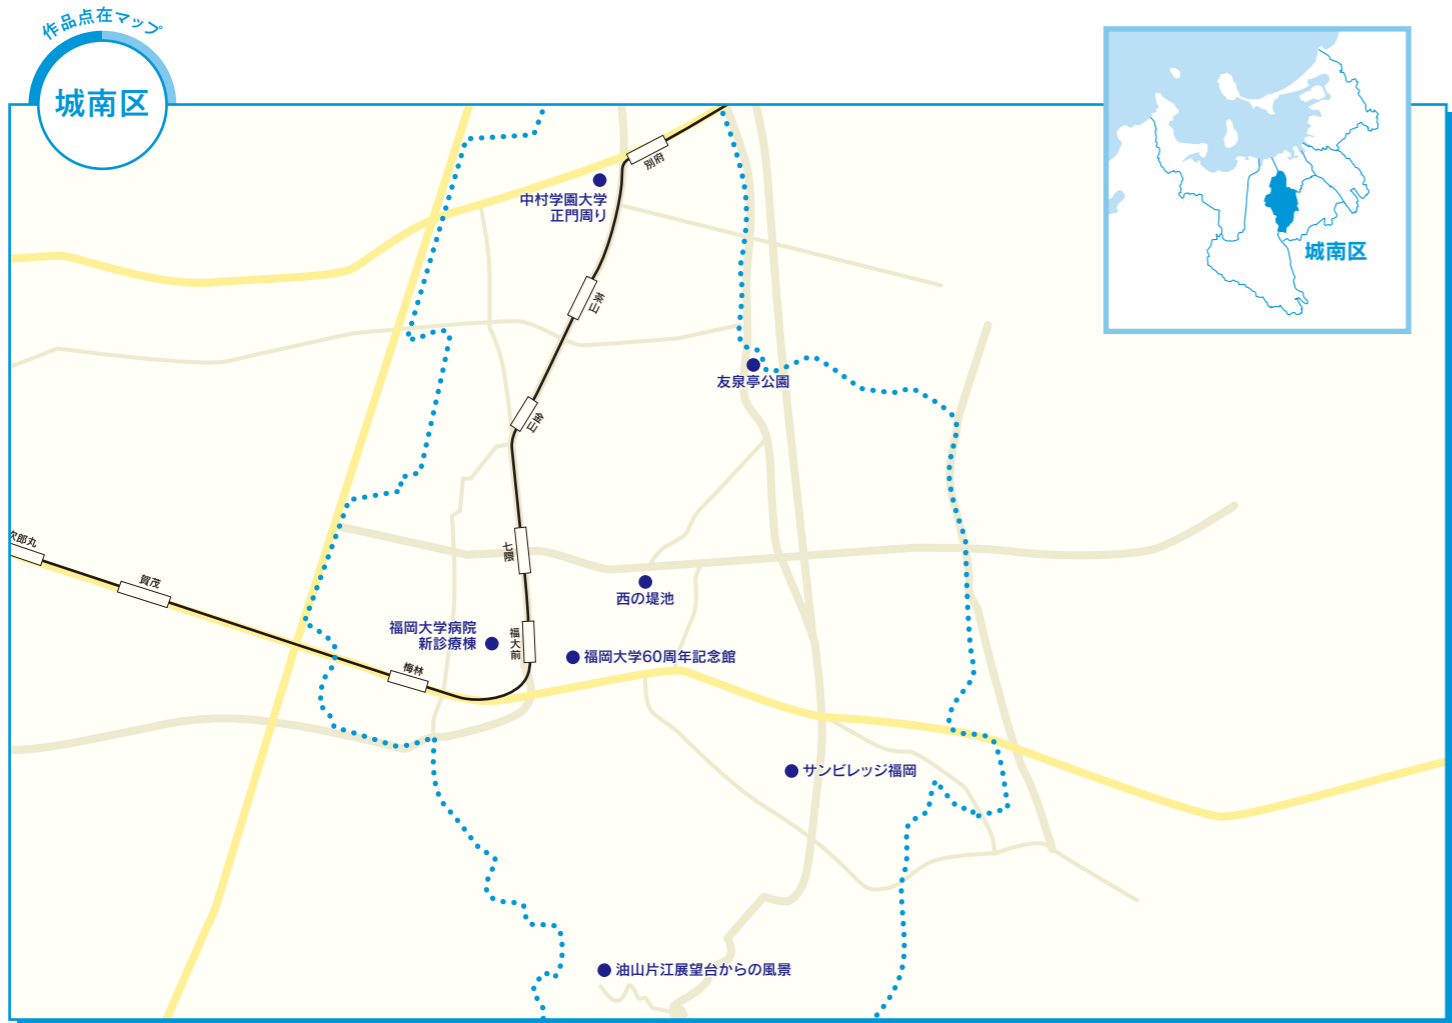 作品点在マップ
城南区
城南区
別府
中村学園大学
正門周り
茶山
友泉亭公園
金山
次郎丸
七隈
賀茂
西の堤池
福岡大学病院
新診療棟
福大前
福岡大学60周年記念館
梅林
サンビレッジ福岡
油山片江展望台からの風景